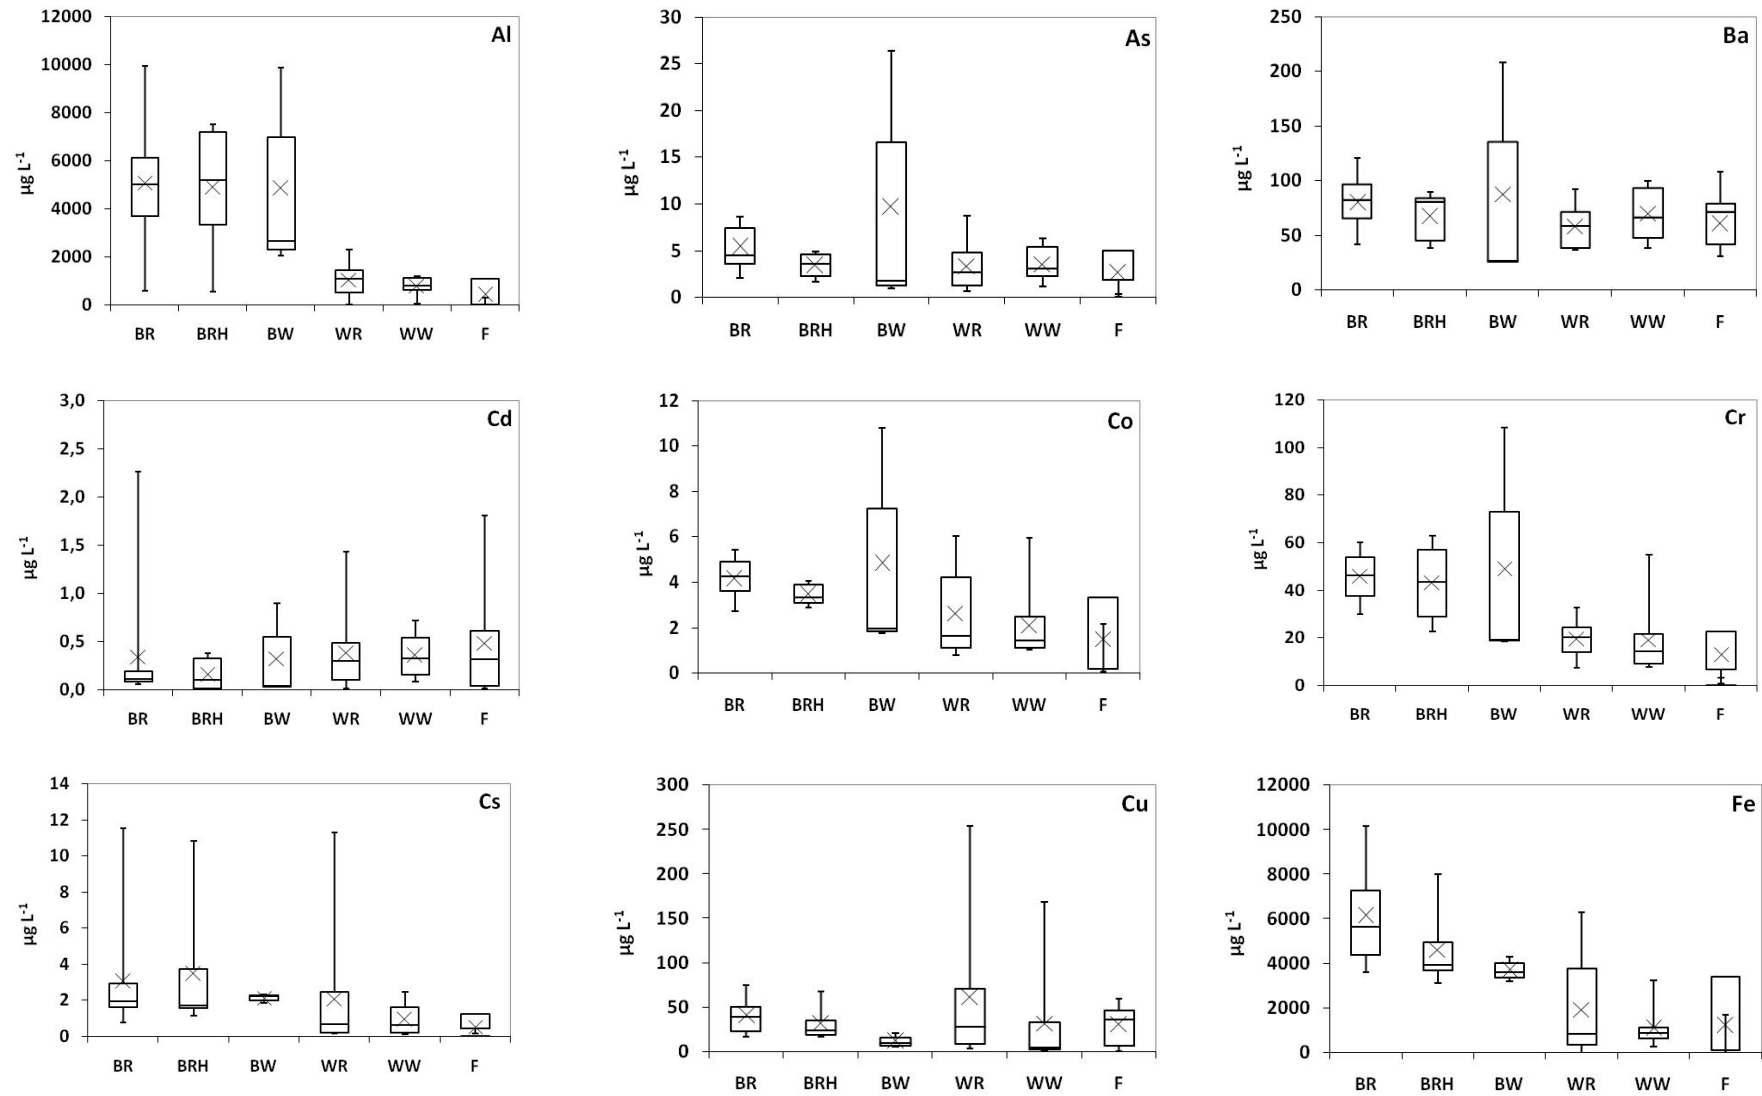 12000
10000
8000
6000
4000
2000
0
µg L-1
Al
BR BRH BW WR WW F
30
25
20
15
10
5
0
µg L-1
As
BR BRH BW WR WW F
250
200
150
100
50
0
µg L-1
Ba
BR BRH BW WR WW F
3,0
2,5
2,0
1,5
1,0
0,5
0,0
µg L-1
Cd
BR BRH BW WR WW F
12
10
8
6
4
2
0
µg L-1
Co
BR BRH BW WR WW F
120
100
80
60
40
20
0
µg L-1
Cr
BR BRH BW WR WW F
14
12
10
8
6
4
2
0
µg L-1
Cs
BR BRH BW WR WW F
300
250
200
150
100
50
0
µg L-1
Cu
BR BRH BW WR WW F
12000
10000
8000
6000
4000
2000
0
µg L-1
Fe
BR BRH BW WR WW F